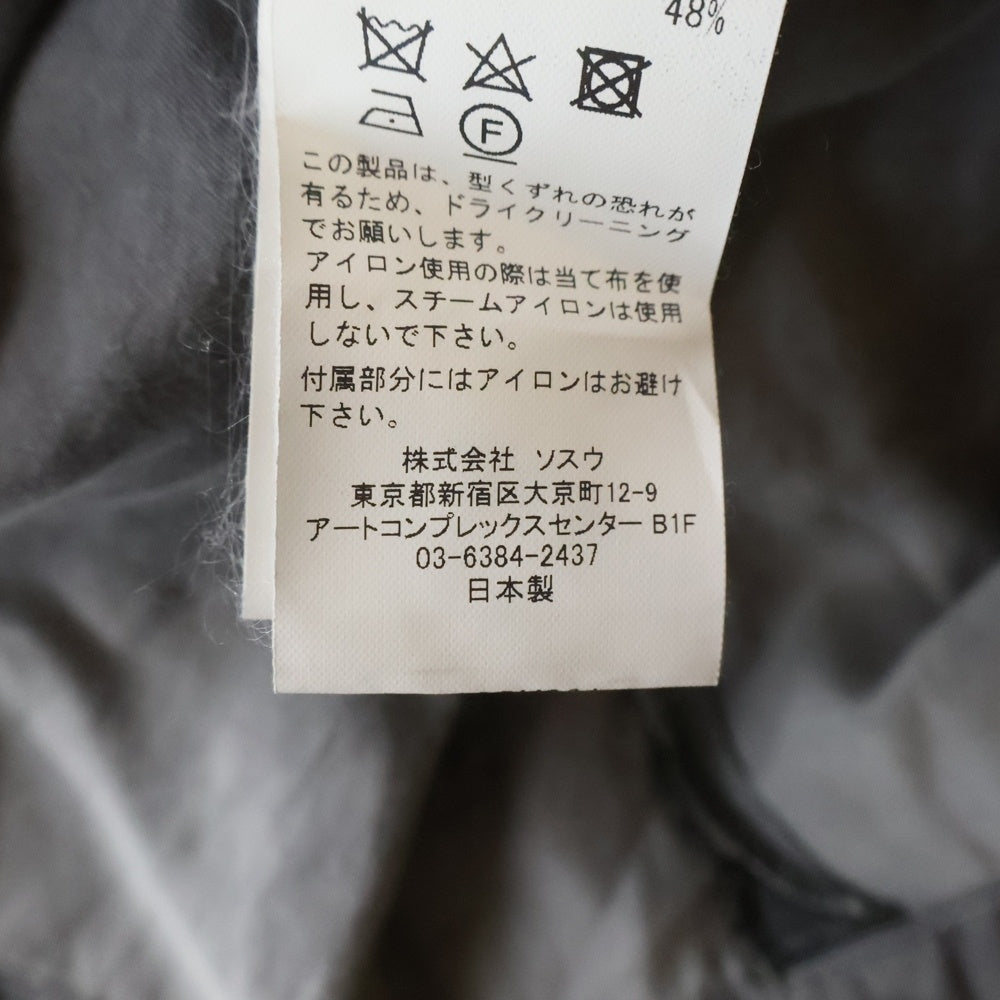 48%
F
この製品は、型くずれの恐れが
有るため、ドライクリーニング
でお願いします。
アイロン使用の際は当て布を使
用し、スチームアイロンは使用
しないで下さい。
付属部分にはアイロンはお避け
下さい。
株式会社 ソスウ
東京都新宿区大京町12-9
アートコンプレックスセンター B1F
03-6384-2437
日本製